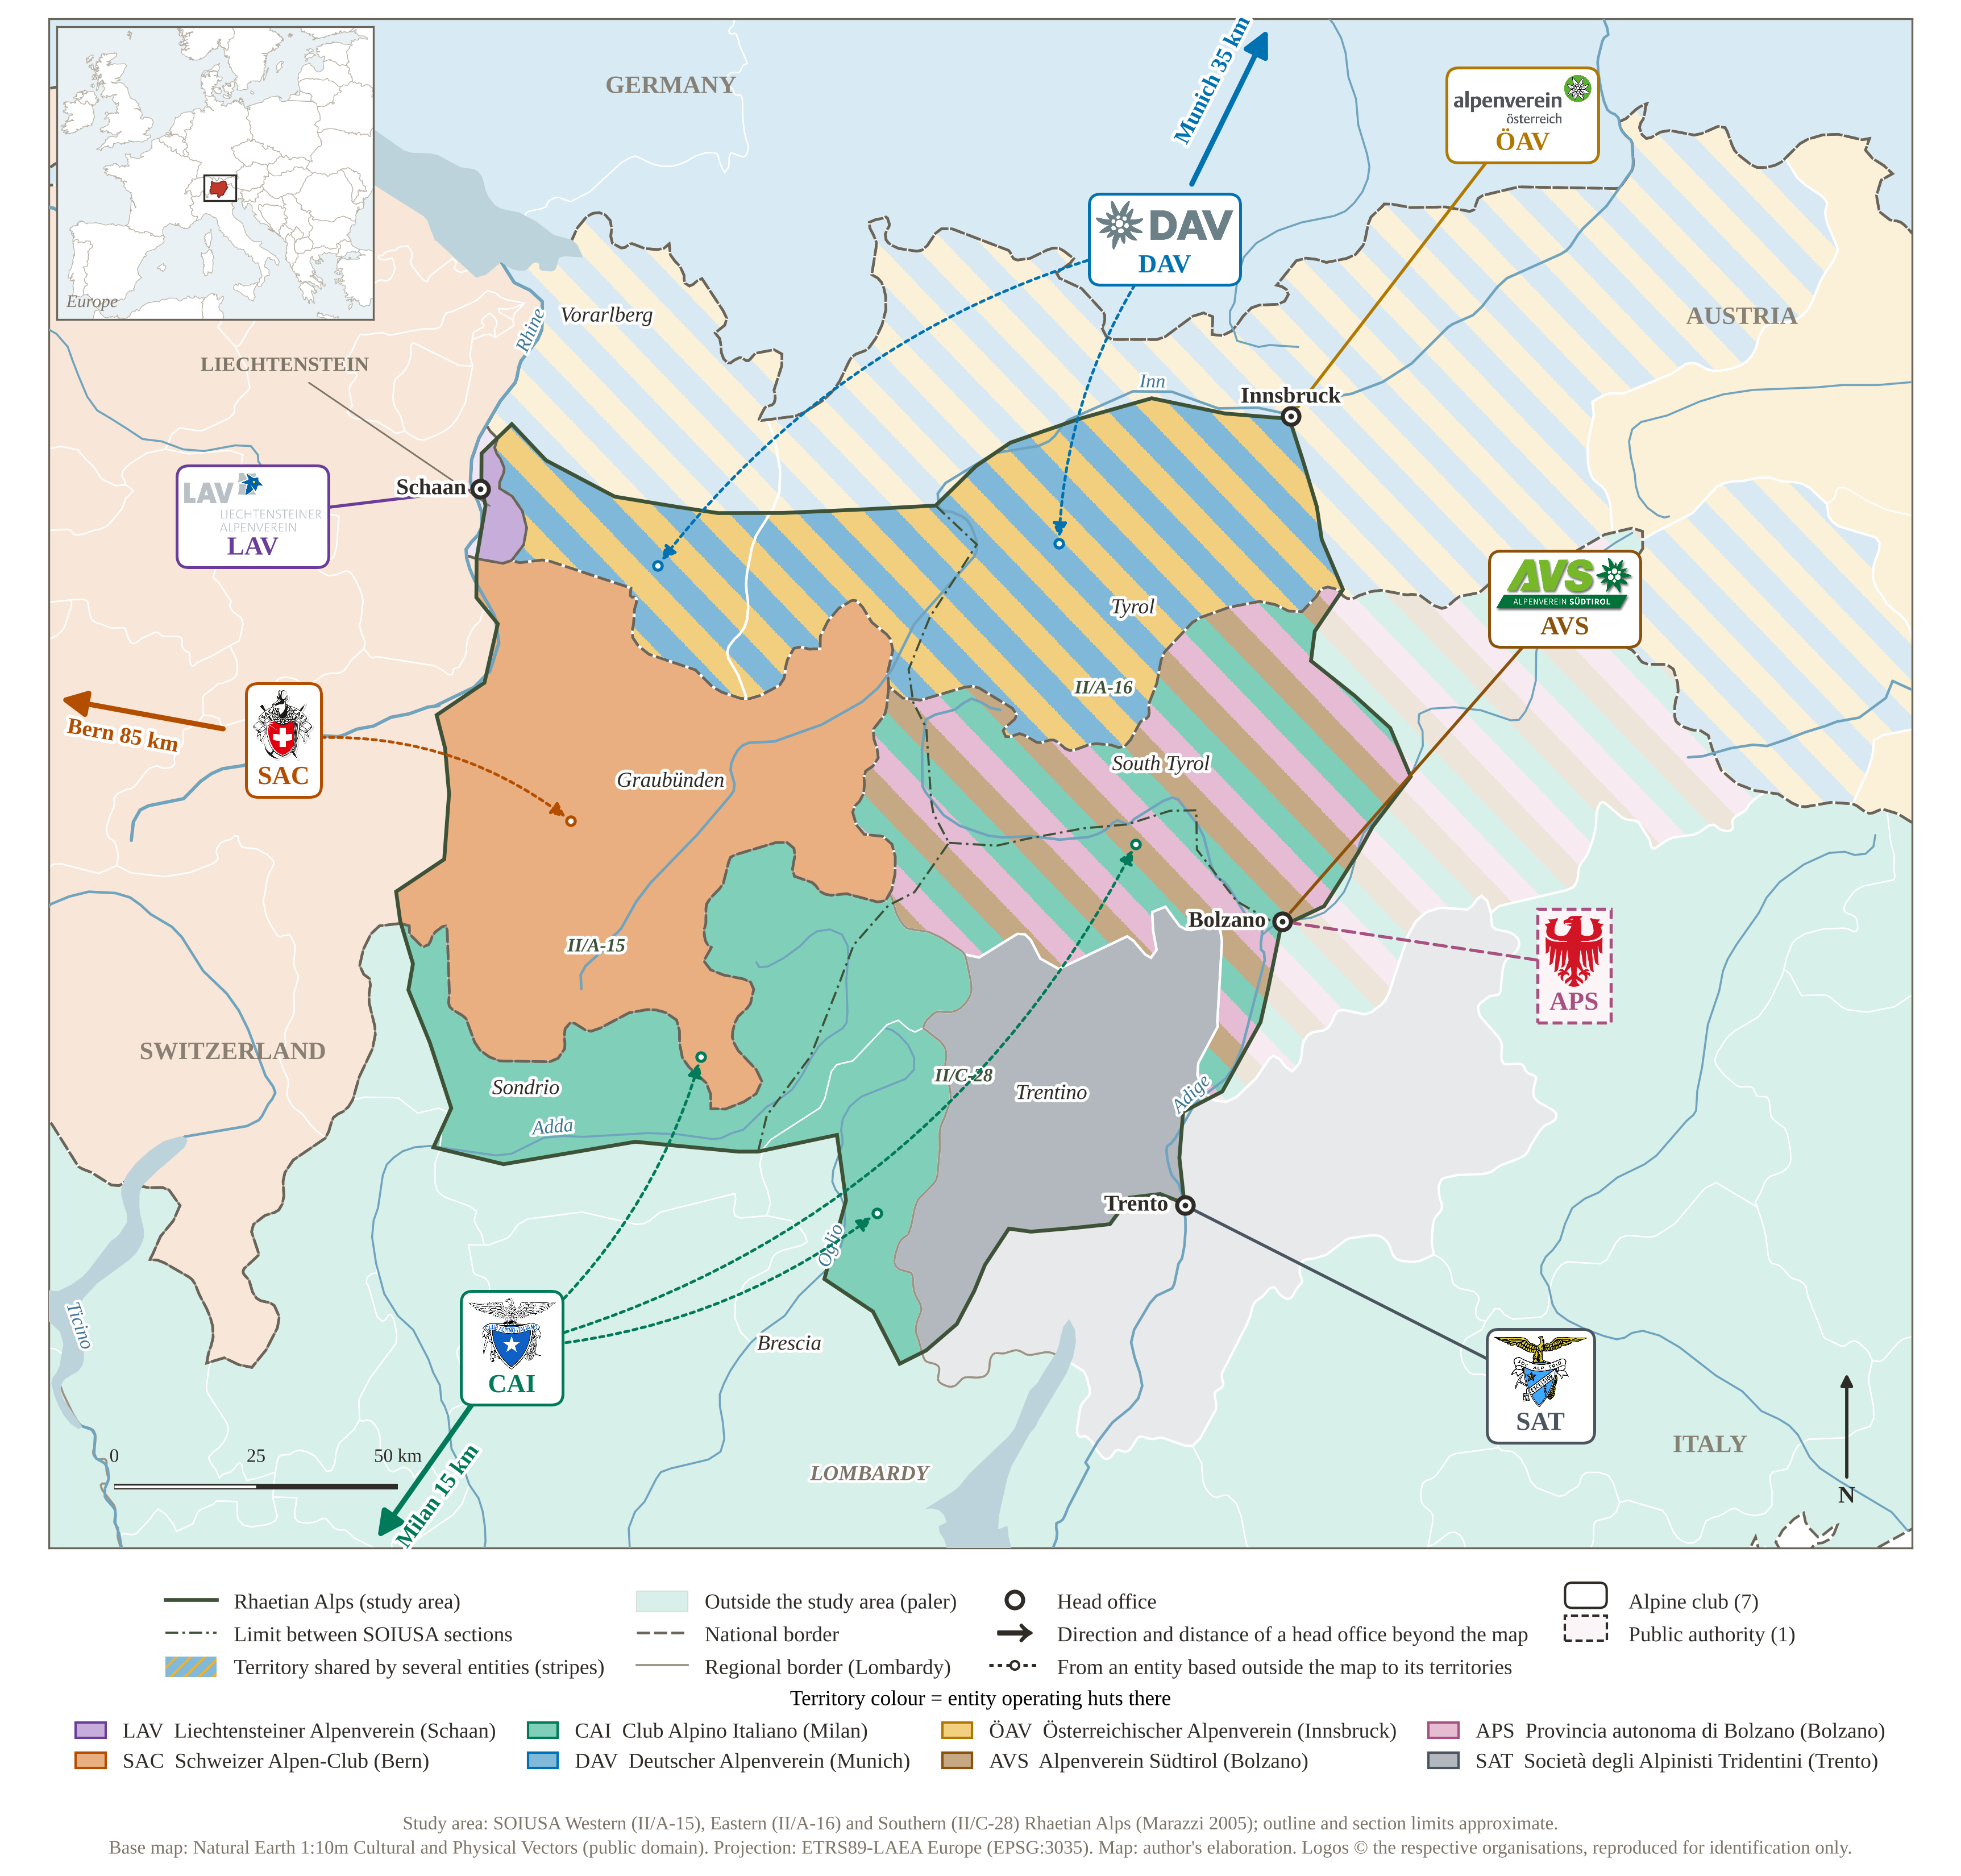 GERMANY
Munich 35 km
alpenverein
österreich
ÖAV
DAV
DAV
Europe
Rhine
Vorarlberg
AUSTRIA
LIECHTENSTEIN
Inn
Innsbruck
LAV
LIECHTENSTEINER
ALPENVEREIN
LAV
Schaan
AVS
ALPENVEREIN SÜDTIROL
AVS
Tyrol
II/A-16
Bern 85 km
SAC
Graubünden
South Tyrol
Bolzano
II/A-15
APS
SWITZERLAND
Sondrio
II/C-28
Trentino
Adige
Adda
Trento
Oglio
Ticino
Brescia
CLUB ALPINO ITALIANO
CAI
SOC. ALP. TRID.
EXCELSIOR
SAT
ITALY
LOMBARDY
Milan 15 km
0 25 50 km
N
Rhaetian Alps (study area)
Outside the study area (paler)
Head office
Alpine club (7)
Limit between SOIUSA sections
National border
Direction and distance of a head office beyond the map
Public authority (1)
Territory shared by several entities (stripes)
Regional border (Lombardy)
From an entity based outside the map to its territories
Territory colour = entity operating huts there
LAV Liechtensteiner Alpenverein (Schaan)
CAI Club Alpino Italiano (Milan)
ÖAV Österreichischer Alpenverein (Innsbruck)
APS Provincia autonoma di Bolzano (Bolzano)
SAC Schweizer Alpen-Club (Bern)
DAV Deutscher Alpenverein (Munich)
AVS Alpenverein Südtirol (Bolzano)
SAT Società degli Alpinisti Tridentini (Trento)
Study area: SOIUSA Western (II/A-15), Eastern (II/A-16) and Southern (II/C-28) Rhaetian Alps (Marazzi 2005); outline and section limits approximate.
Base map: Natural Earth 1:10m Cultural and Physical Vectors (public domain). Projection: ETRS89-LAEA Europe (EPSG:3035). Map: author's elaboration. Logos © the respective organisations, reproduced for identification only.